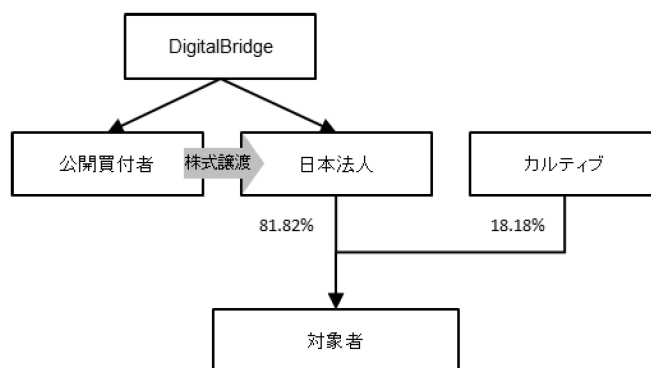 DigitalBridge
公開買付者
株式譲渡
日本法人
カルティブ
81.82%
18.18%
対象者